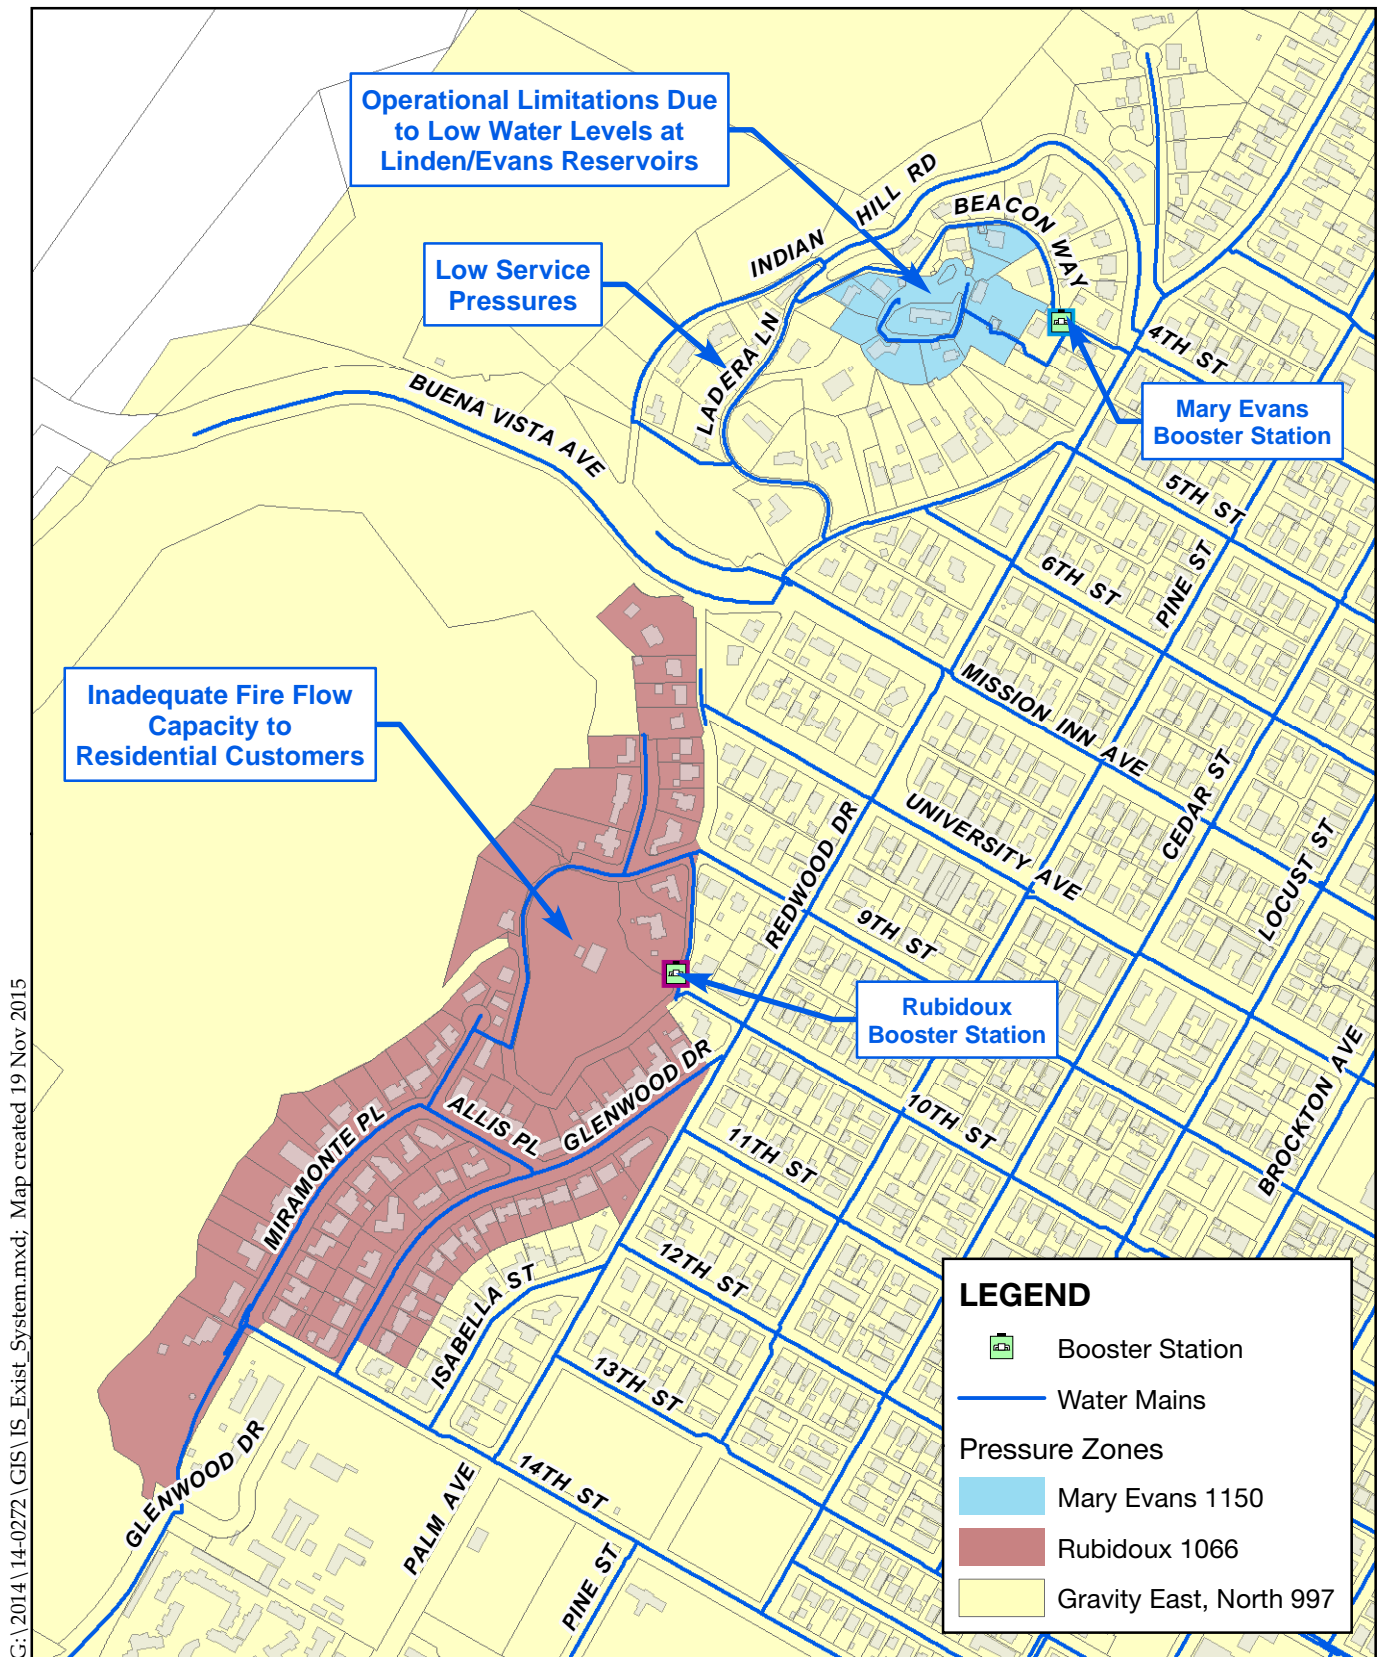 Operational Limitations Due
to Low Water Levels at
Linden/Evans Reservoirs
INDIAN HILL RD
BEACON WAY
Low Service
Pressures
LADERA LN
4TH ST
BUENA VISTA AVE
Mary Evans
Booster Station
5TH ST
PINE ST
6TH ST
Inadequate Fire Flow
Capacity to
Residential Customers
MISSION INN AVE
CEDAR ST
UNIVERSITY AVE
REDWOOD DR
LOCUST ST
9TH ST
Rubidoux
Booster Station
BROCKTON AVE
GLENWOOD DR
ALLIS PL
MIRAMONTE PL
10TH ST
11TH ST
12TH ST
ISABELLA ST
13TH ST
14TH ST
GLENWOOD DR
PALM AVE
PINE ST
LEGEND
Booster Station
Water Mains
Pressure Zones
Mary Evans 1150
Rubidoux 1066
Gravity East, North 997
G:\2014\14-0272\GIS\IS_Exist_System.mxd; Map created 19 Nov 2015